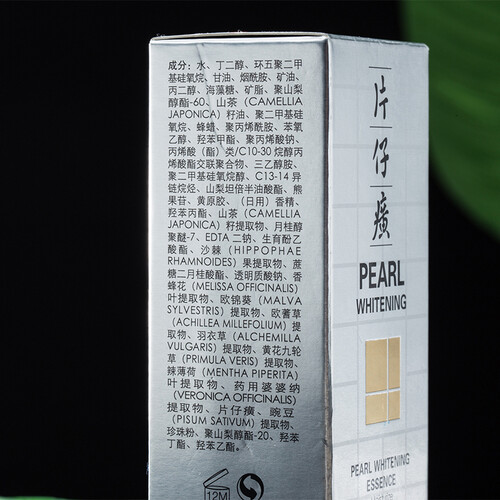 成分：水、丁二醇、环五聚二甲
基硅氧烷、甘油、烟酰胺、矿油、
丙二醇、海藻糖、矿脂、聚山梨
醇酯-60、山茶（CAMELLIA
JAPONICA）籽油、聚二甲基硅
氧烷、蜂蜡、聚丙烯酰胺、苯氧
乙醇、羟苯甲酯、聚丙烯酸钠、
丙烯酸（酯）类/C10-30 烷醇丙
烯酸酯交联聚合物、三乙醇胺、
聚二甲基硅氧烷醇、C13-14 异
链烷烃、山梨坦倍半油酸酯、熊
果苷、黄原胶、（日用）香精、
羟苯丙酯、山茶（CAMELLIA
JAPONICA）籽提取物、月桂醇
聚醚-7、EDTA 二钠、生育酚乙
酸酯、沙棘（HIPPOPHAE
RHAMNOIDES）果提取物、蔗
糖二月桂酸酯、透明质酸钠、香
蜂花（MELISSA OFFICINALIS）
叶提取物、欧锦葵（MALVA
SYLVESTRIS）提取物、欧蓍草
（ACHILLEA MILLEFOLIUM）提
取物、羽衣草（ALCHEMILLA
VULGARIS）提取物、黄花九轮
草（PRIMULA VERIS）提取物、
辣薄荷（MENTHA PIPERITA）
叶提取物、药用婆婆纳
（VERONICA OFFICINALIS）
提取物、片仔癀、豌豆
（PISUM SATIVUM）提取物、
珍珠粉、聚山梨醇酯-20、羟苯
丁酯、羟苯乙酯。
12M
片仔癀
PEARL
WHITENING
PEARL WHITENING
ESSENCE